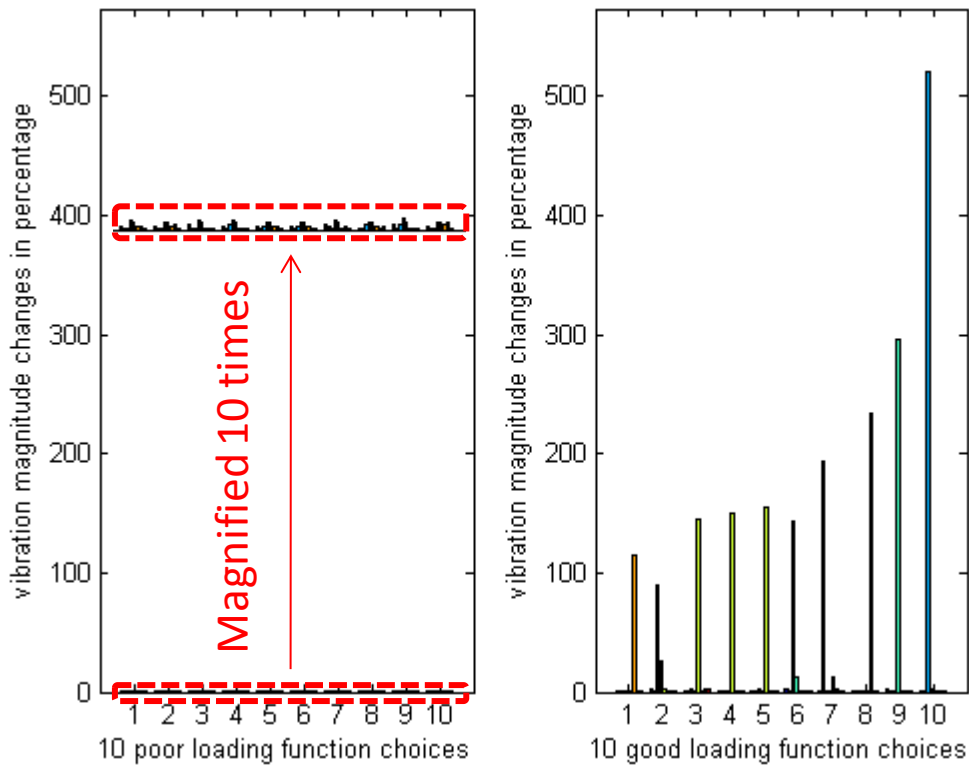 vibration magnitude changes in percentage
500
400
300
200
100
0
Magnified 10 times
1 2 3 4 5 6 7 8 9 10
10 poor loading function choices
vibration magnitude changes in percentage
500
400
300
200
100
0
1 2 3 4 5 6 7 8 9 10
10 good loading function choices